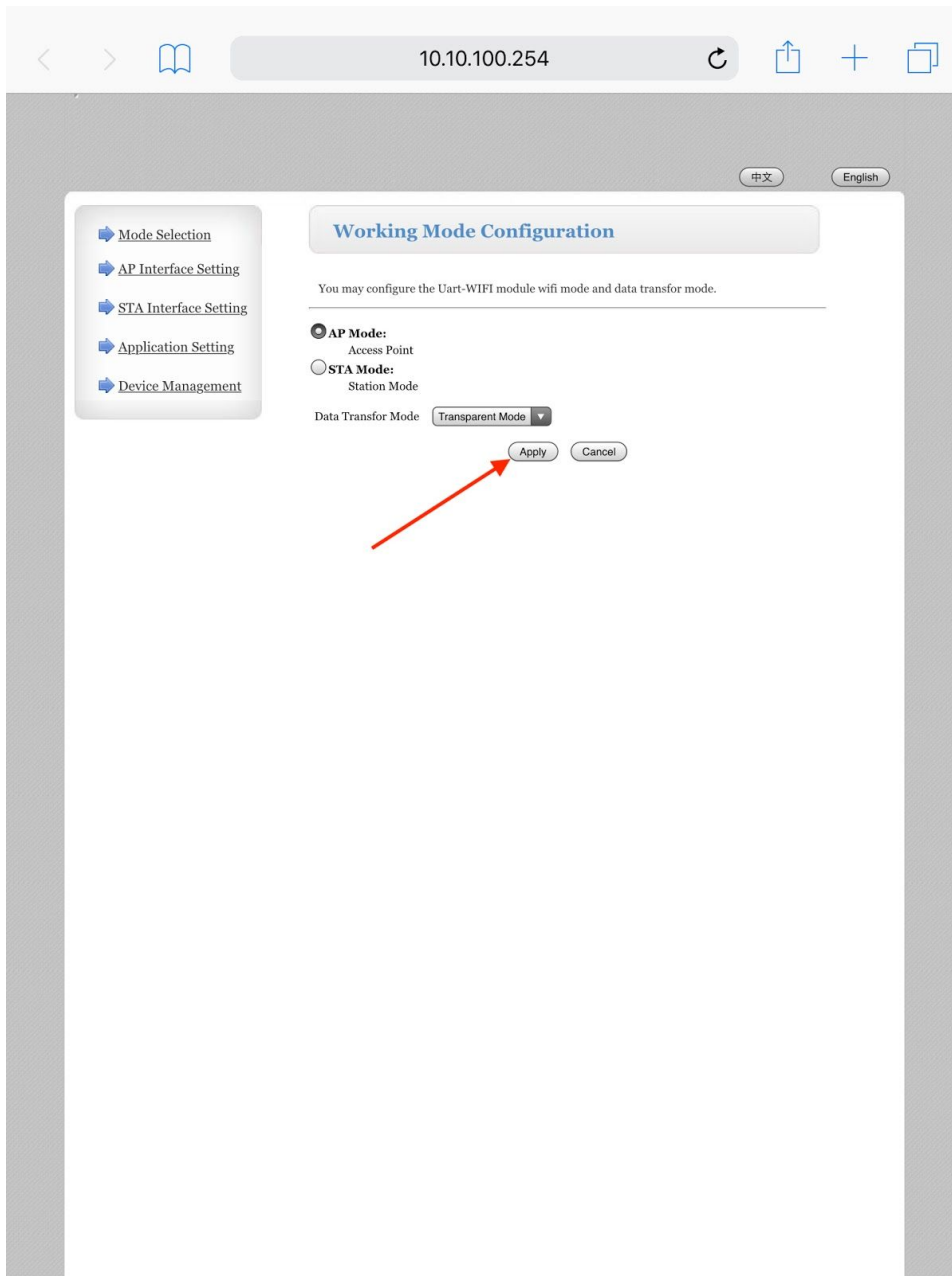 10.10.100.254
中文
English
Mode Selection
AP Interface Setting
STA Interface Setting
Application Setting
Device Management
Working Mode Configuration
You may configure the Uart-WIFI module wifi mode and data transfor mode.
AP Mode:
Access Point
STA Mode:
Station Mode
Data Transfor Mode Transparent Mode
Apply Cancel